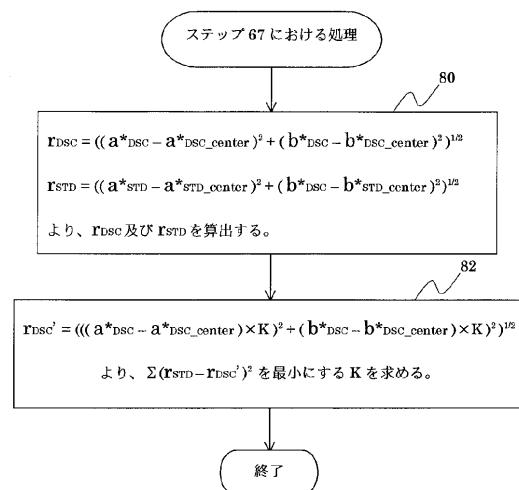 ステップ 67 における処理
80
rDSC = (( a*DSC – a*DSC_center )² + ( b*DSC – b*DSC_center )² )¹/²
rSTD = (( a*STD – a*STD_center )² + ( b*DSC – b*STD_center )²)¹/²
より、rDSC 及び rSTD を算出する。
82
rDSC' = ((( a*DSC – a*DSC_center ) × K )² + ( b*DSC – b*DSC_center ) × K )²)¹/²
より、Σ(rSTD – rDSC')² を最小にする K を求める。
終了